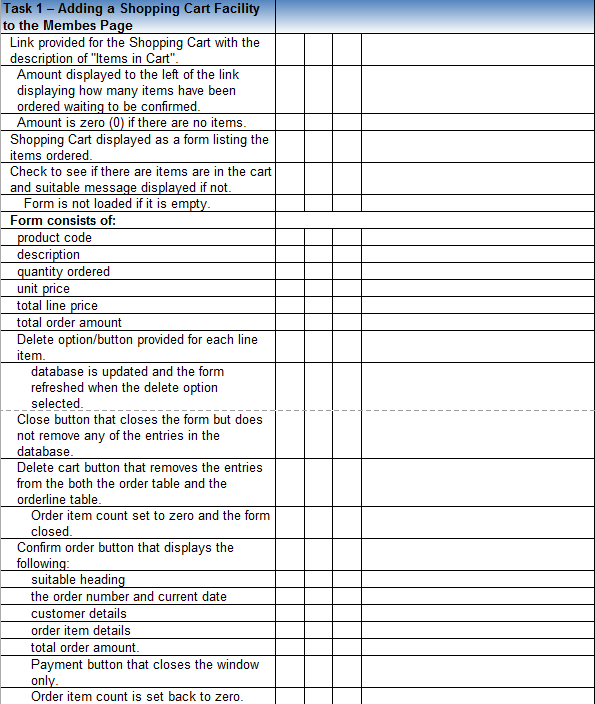 Task 1 – Adding a Shopping Cart Facility
to the Membes Page
Link provided for the Shopping Cart with the
description of "Items in Cart".
Amount displayed to the left of the link
displaying how many items have been
ordered waiting to be confirmed.
Amount is zero (0) if there are no items.
Shopping Cart displayed as a form listing the
items ordered.
Check to see if there are items are in the cart
and suitable message displayed if not.
Form is not loaded if it is empty.
Form consists of:
product code
description
quantity ordered
unit price
total line price
total order amount
Delete option/button provided for each line
item.
database is updated and the form
refreshed when the delete option
selected.
Close button that closes the form but does
not remove any of the entries in the
database.
Delete cart button that removes the entries
from the both the order table and the
orderline table.
Order item count set to zero and the form
closed.
Confirm order button that displays the
following:
suitable heading
the order number and current date
customer details
order item details
total order amount.
Payment button that closes the window
only.
Order item count is set back to zero.